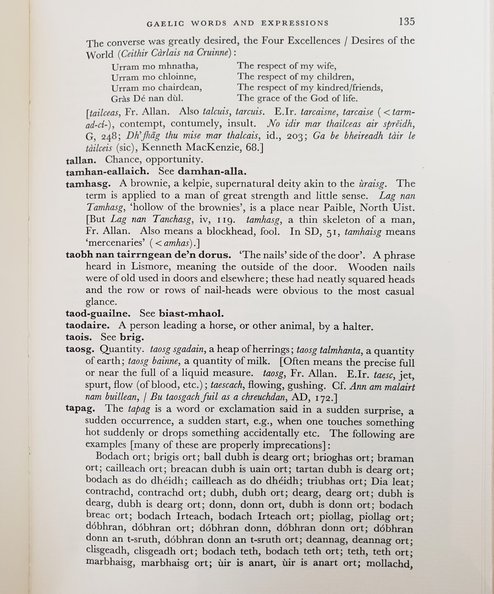 GAELIC WORDS AND EXPRESSIONS 135
The converse was greatly desired, the Four Excellences / Desires of the
World (Ceithir Càrlais na Cruinne):
Urram mo mhnatha, The respect of my wife,
Urram mo chloinne, The respect of my children,
Urram mo chairdean, The respect of my kindred/friends,
Gràs Dé nan dùl. The grace of the God of life.
[tailceas, Fr. Allan. Also talcuis, tarcuis. E.Ir. tarcaisne, tarcaise (<tarm-
ad-cí-), contempt, contumely, insult. No idir mar thailceas air sprèidh,
G, 248; Dh'fhàg thu mise mar thalcais, id., 203; Ga be bheireadh tàir le
tàilceis (sic), Kenneth MacKenzie, 68.]
tallan. Chance, opportunity.
tamhan-eallaich. See damhan-alla.
tamhasg. A brownie, a kelpie, supernatural deity akin to the ùraisg. The
term is applied to a man of great strength and little sense. Lag nan
Tamhasg, 'hollow of the brownies', is a place near Paible, North Uist.
[But Lag nan Tanchasg, iv, 119. tamhasg, a thin skeleton of a man,
Fr. Allan. Also means a blockhead, fool. In SD, 51, tamhaisg means
'mercenaries' (<amhas).]
taobh nan tairrngean de'n dorus. 'The nails' side of the door'. A phrase
heard in Lismore, meaning the outside of the door. Wooden nails
were of old used in doors and elsewhere; these had neatly squared heads
and the row or rows of nail-heads were obvious to the most casual
glance.
taod-guailne. See biast-mhaol.
taodaire. A person leading a horse, or other animal, by a halter.
taois. See brig.
taosg. Quantity. taosg sgadain, a heap of herrings; taosg talmhanta, a quantity
of earth; taosg bainne, a quantity of milk. [Often means the precise full
or near the full of a liquid measure. taosg, Fr. Allan. E.Ir. taesc, jet,
spurt, flow (of blood, etc.); taescach, flowing, gushing. Cf. Ann am malairt
nam buillean, / Bu taosgach fuil as a chreuchdan, AD, 172.]
tapag. The tapag is a word or exclamation said in a sudden surprise, a
sudden occurrence, a sudden start, e.g., when one touches something
hot suddenly or drops something accidentally etc. The following are
examples [many of these are properly imprecations]:
Bodach ort; brigis ort; ball dubh is dearg ort; brioghas ort; braman
ort; cailleach ort; breacan dubh is uain ort; tartan dubh is dearg ort;
bodach as do dhéidh; cailleach as do dhéidh; triubhas ort; Dia leat;
contrachd, contrachd ort; dubh, dubh ort; dearg, dearg ort; dubh is
dearg, dubh is dearg ort; donn, donn ort, dubh is donn ort; bodach
breac ort; bodach Irteach, bodach Irteach ort; piollag, piollag ort;
dóbhran, dóbhran ort; dóbhran donn, dóbhran donn ort; dóbhran
donn an t-sruth, dóbhran donn an t-sruth ort; deannag, deannag ort;
clisgeadh, clisgeadh ort; bodach teth, bodach teth ort; teth, teth ort;
marbhaisg, marbhaisg ort; ùir is anart, ùir is anart ort; mollachd,